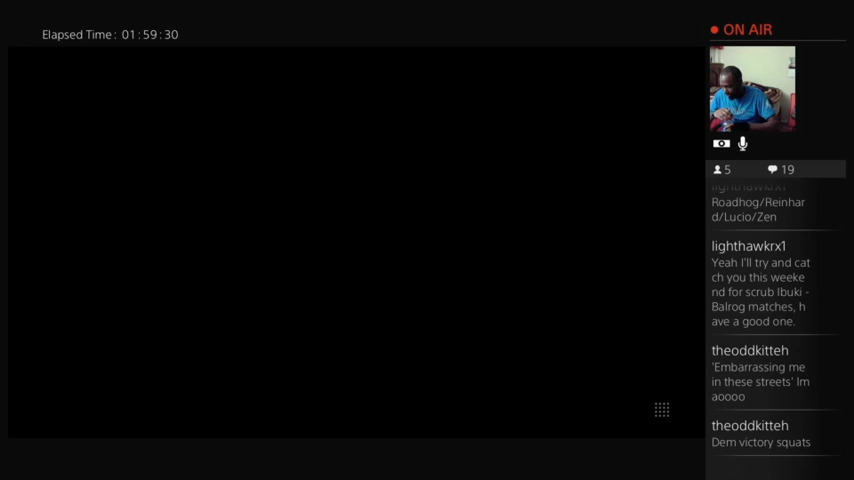 Elapsed Time: 01:59:30
ON AIR
5
19
lighthawkrx1
Roadhog/Reinhar
d/Lucio/Zen
lighthawkrx1
Yeah I'll try and cat
ch you this weeke
nd for scrub Ibuki -
Balrog matches, h
ave a good one.
theoddkitteh
'Embarrassing me
in these streets' lm
aoooo
theoddkitteh
Dem victory squats